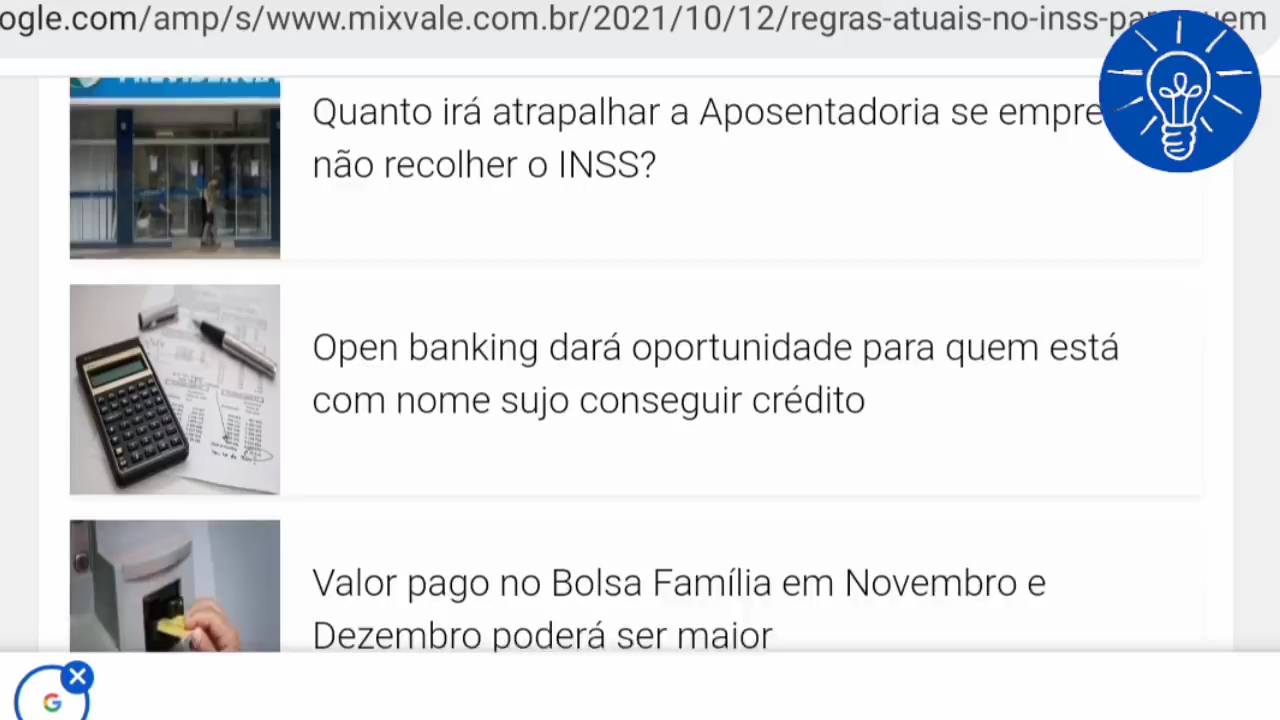 ogle.com/amp/s/www.mixvale.com.br/2021/10/12/regras-atuais-no-inss-pa
em
Quanto irá atrapalhar a Aposentadoria se empre
não recolher o INSS?
Open banking dará oportunidade para quem está
com nome sujo conseguir crédito
Valor pago no Bolsa Família em Novembro e
Dezembro poderá ser maior
G